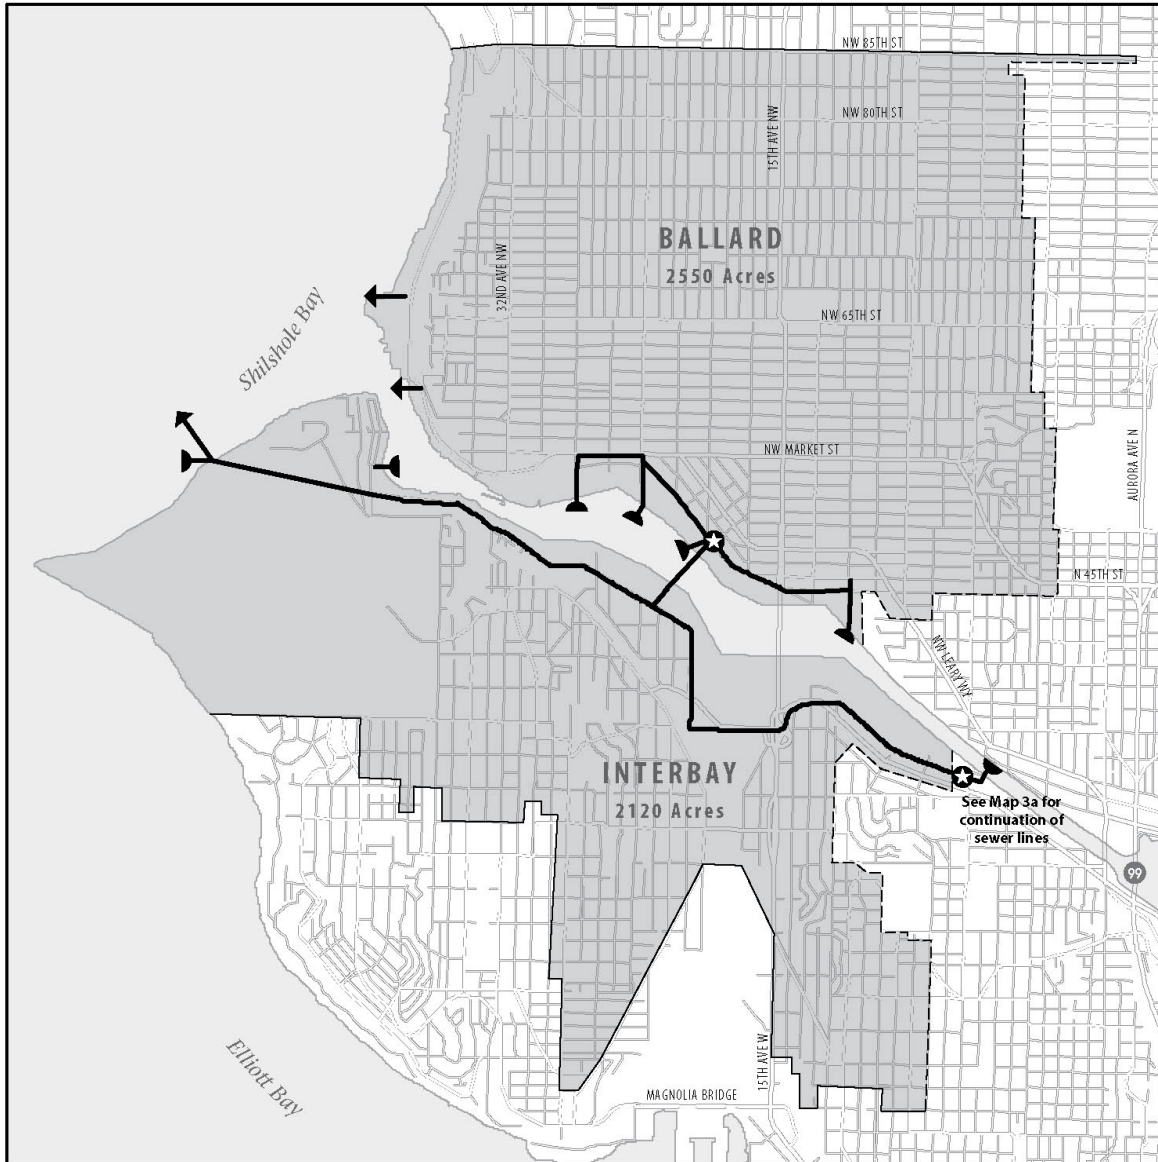 NW 85TH ST
NW 80TH ST
15TH AVE NW
BALLARD
2550 Acres
32ND AVE NW
NW 65TH ST
Shilshole Bay
NW MARKET ST
AURORA AVE N
N 45TH ST
NW LEARY WY
INTERBAY
2120 Acres
See Map 3a for
continuation of
sewer lines
99
15TH AVE W
Elliott Bay
MAGNOLIA BRIDGE